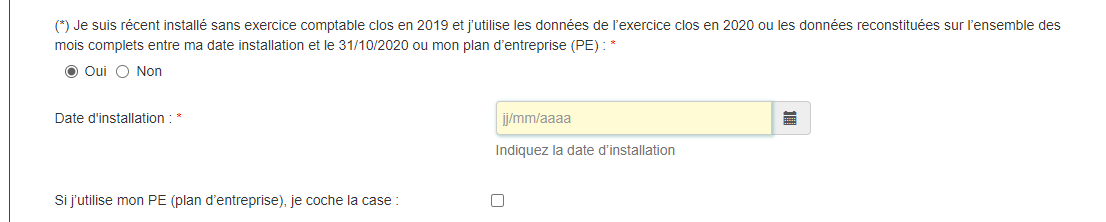 (*) Je suis récent installé sans exercice comptable clos en 2019 et j’utilise les données de l’exercice clos en 2020 ou les données reconstituées sur l’ensemble des
mois complets entre ma date installation et le 31/10/2020 ou mon plan d’entreprise (PE) : *
Oui Non
Date d'installation : *
jj/mm/aaaa
Indiquez la date d’installation
Si j’utilise mon PE (plan d’entreprise), je coche la case :